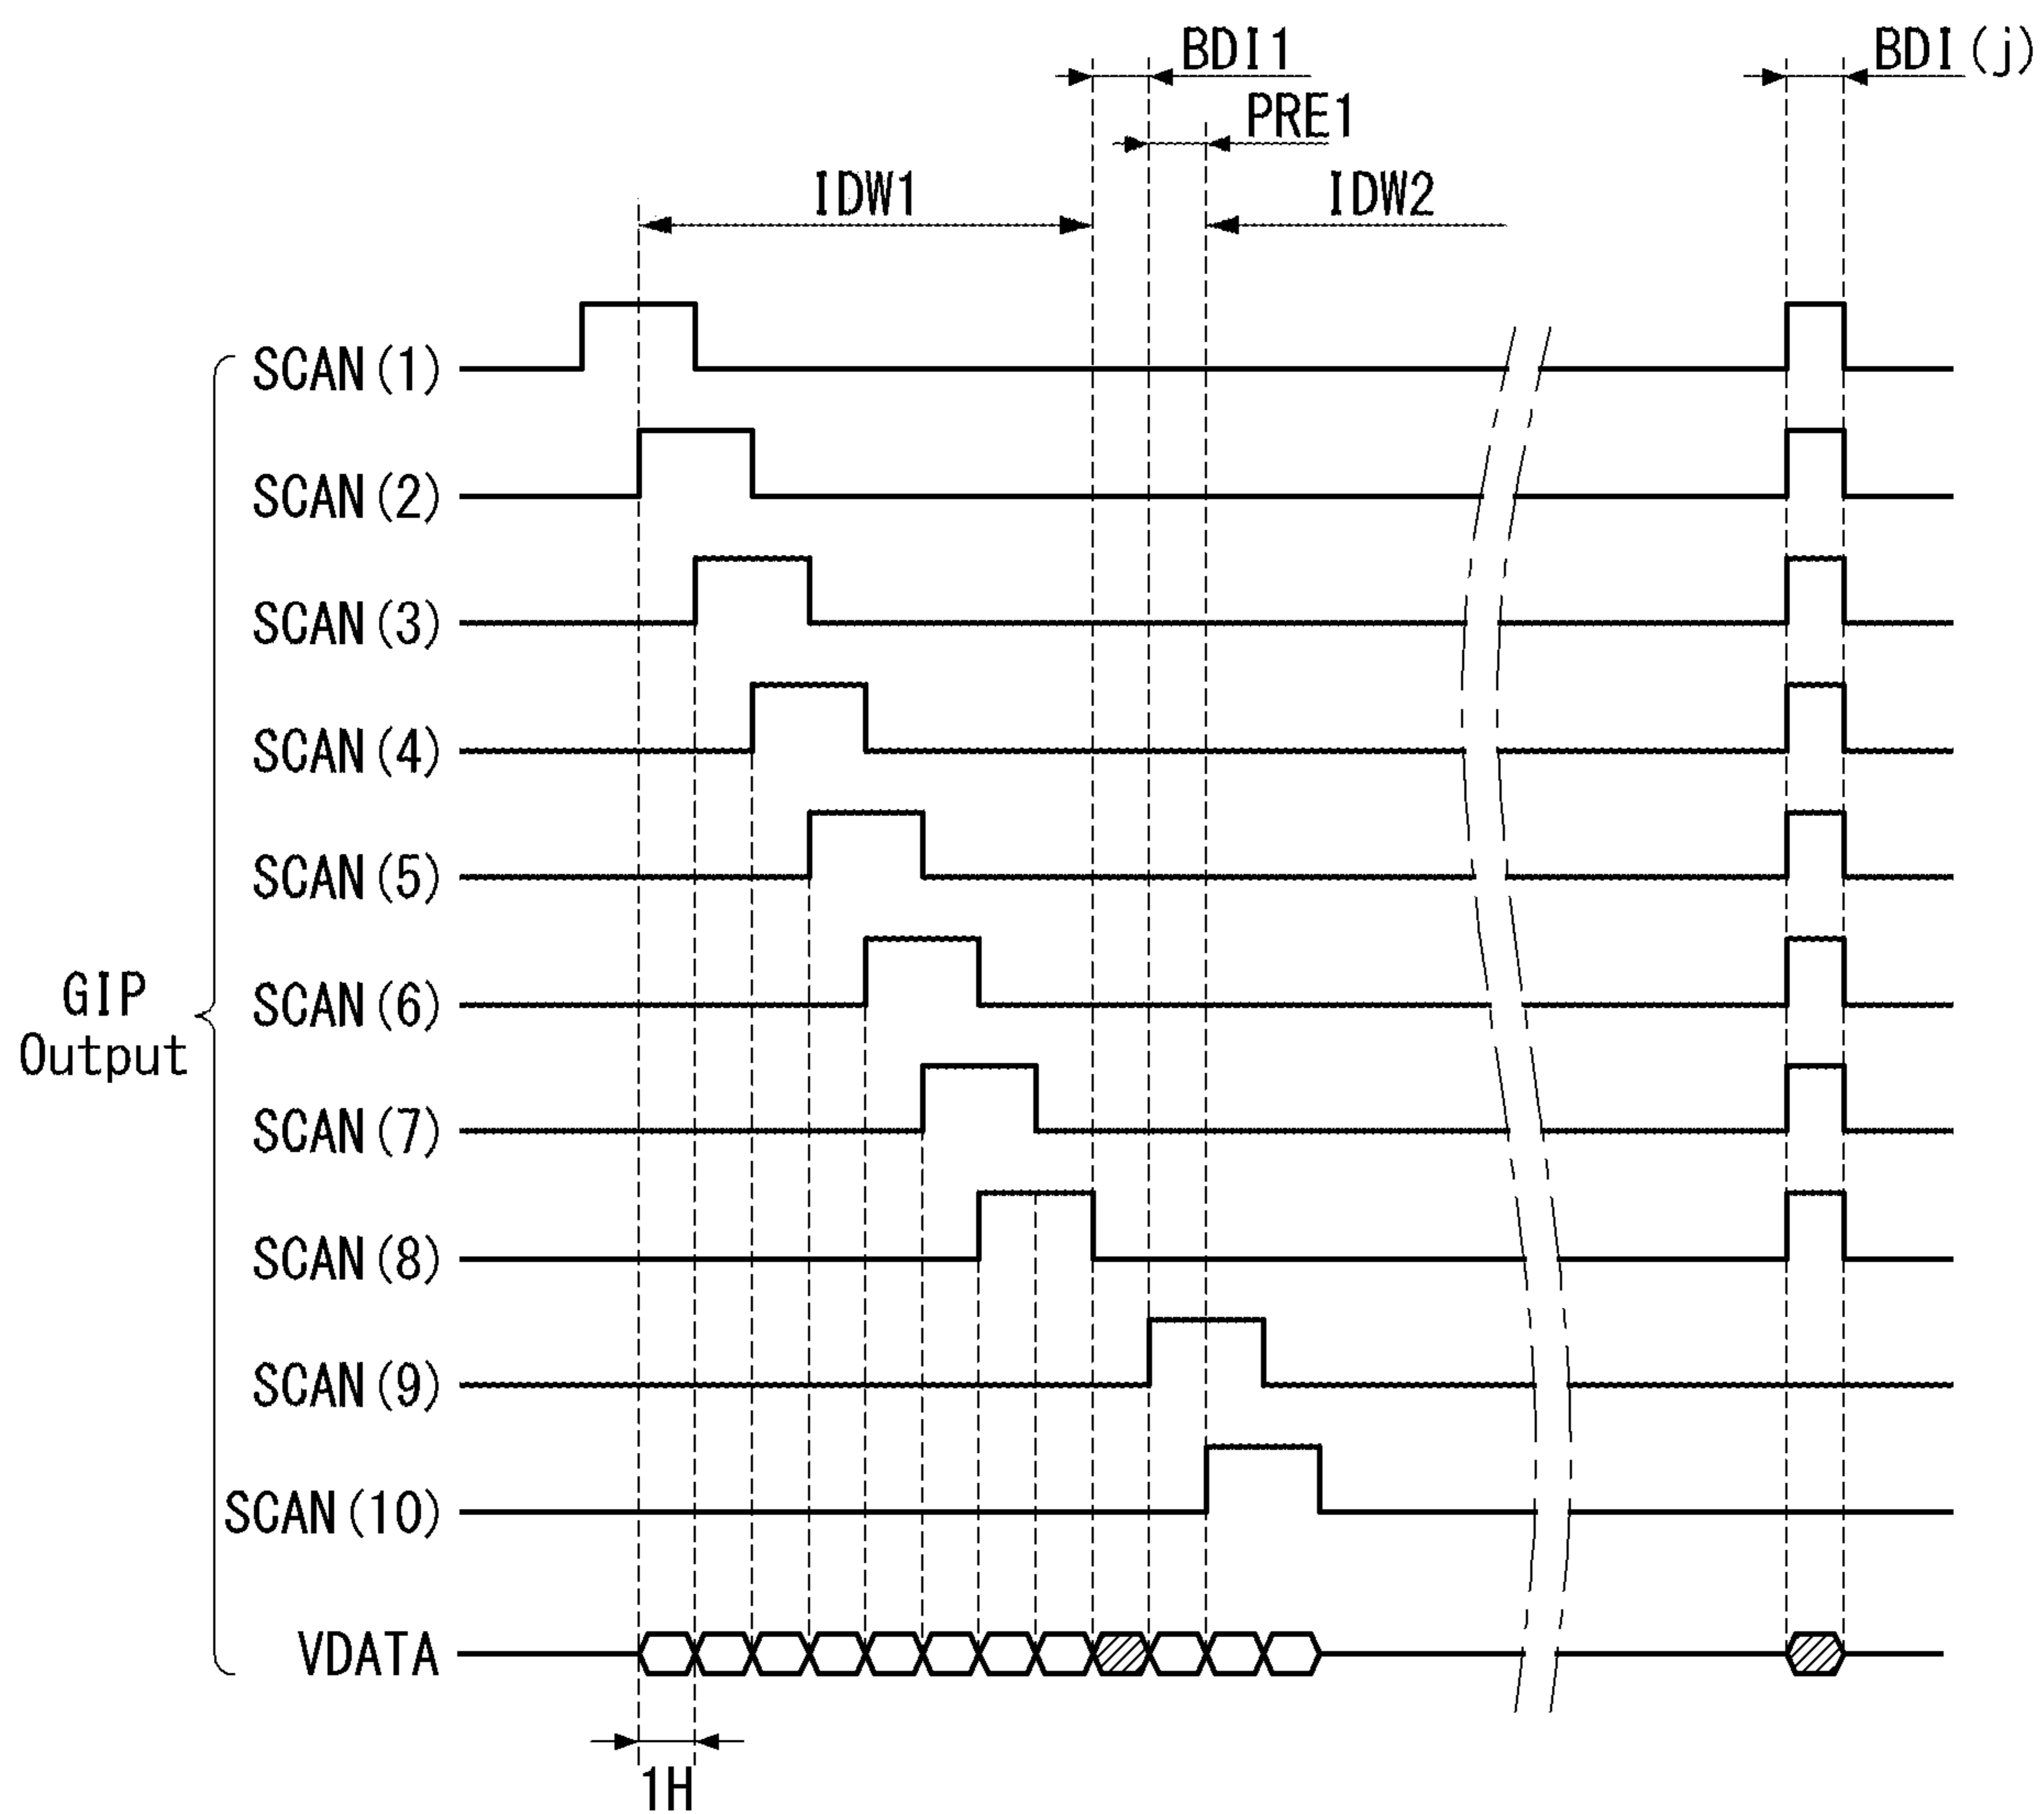 BDI1
BDI(j)
PRE1
IDW1
IDW2
SCAN(1)
SCAN(2)
SCAN(3)
SCAN(4)
SCAN(5)
SCAN(6)
GIP
Output
SCAN(7)
SCAN(8)
SCAN(9)
SCAN(10)
VDATA
1H